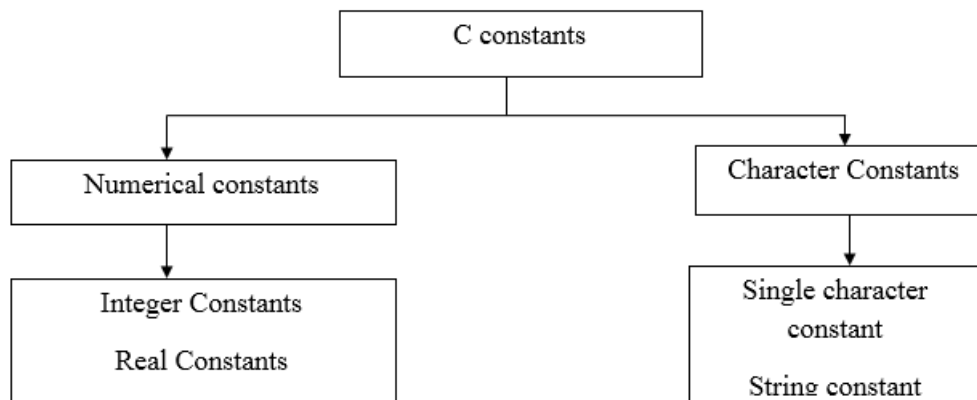 C constants
Numerical constants
Character Constants
Integer Constants
Real Constants
Single character
constant
String constant